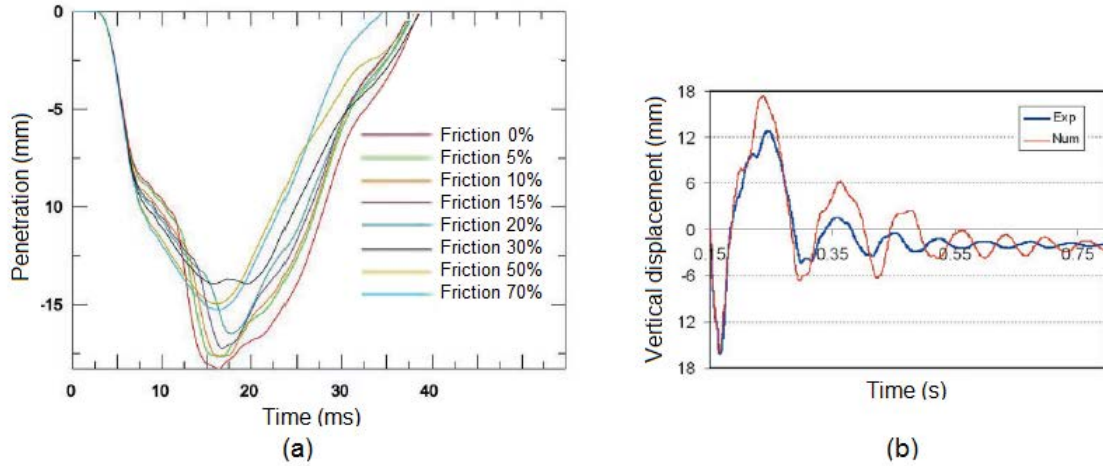 0
-5
10
-15
Penetration (mm)
0
10
20
30
40
Time (ms)
Friction 0%
Friction 5%
Friction 10%
Friction 15%
Friction 20%
Friction 30%
Friction 50%
Friction 70%
(a)
18
12
6
0
-6
12
18
Vertical displacement (mm)
0.15
0.35
0.55
0.75
Exp
Num
Time (s)
(b)